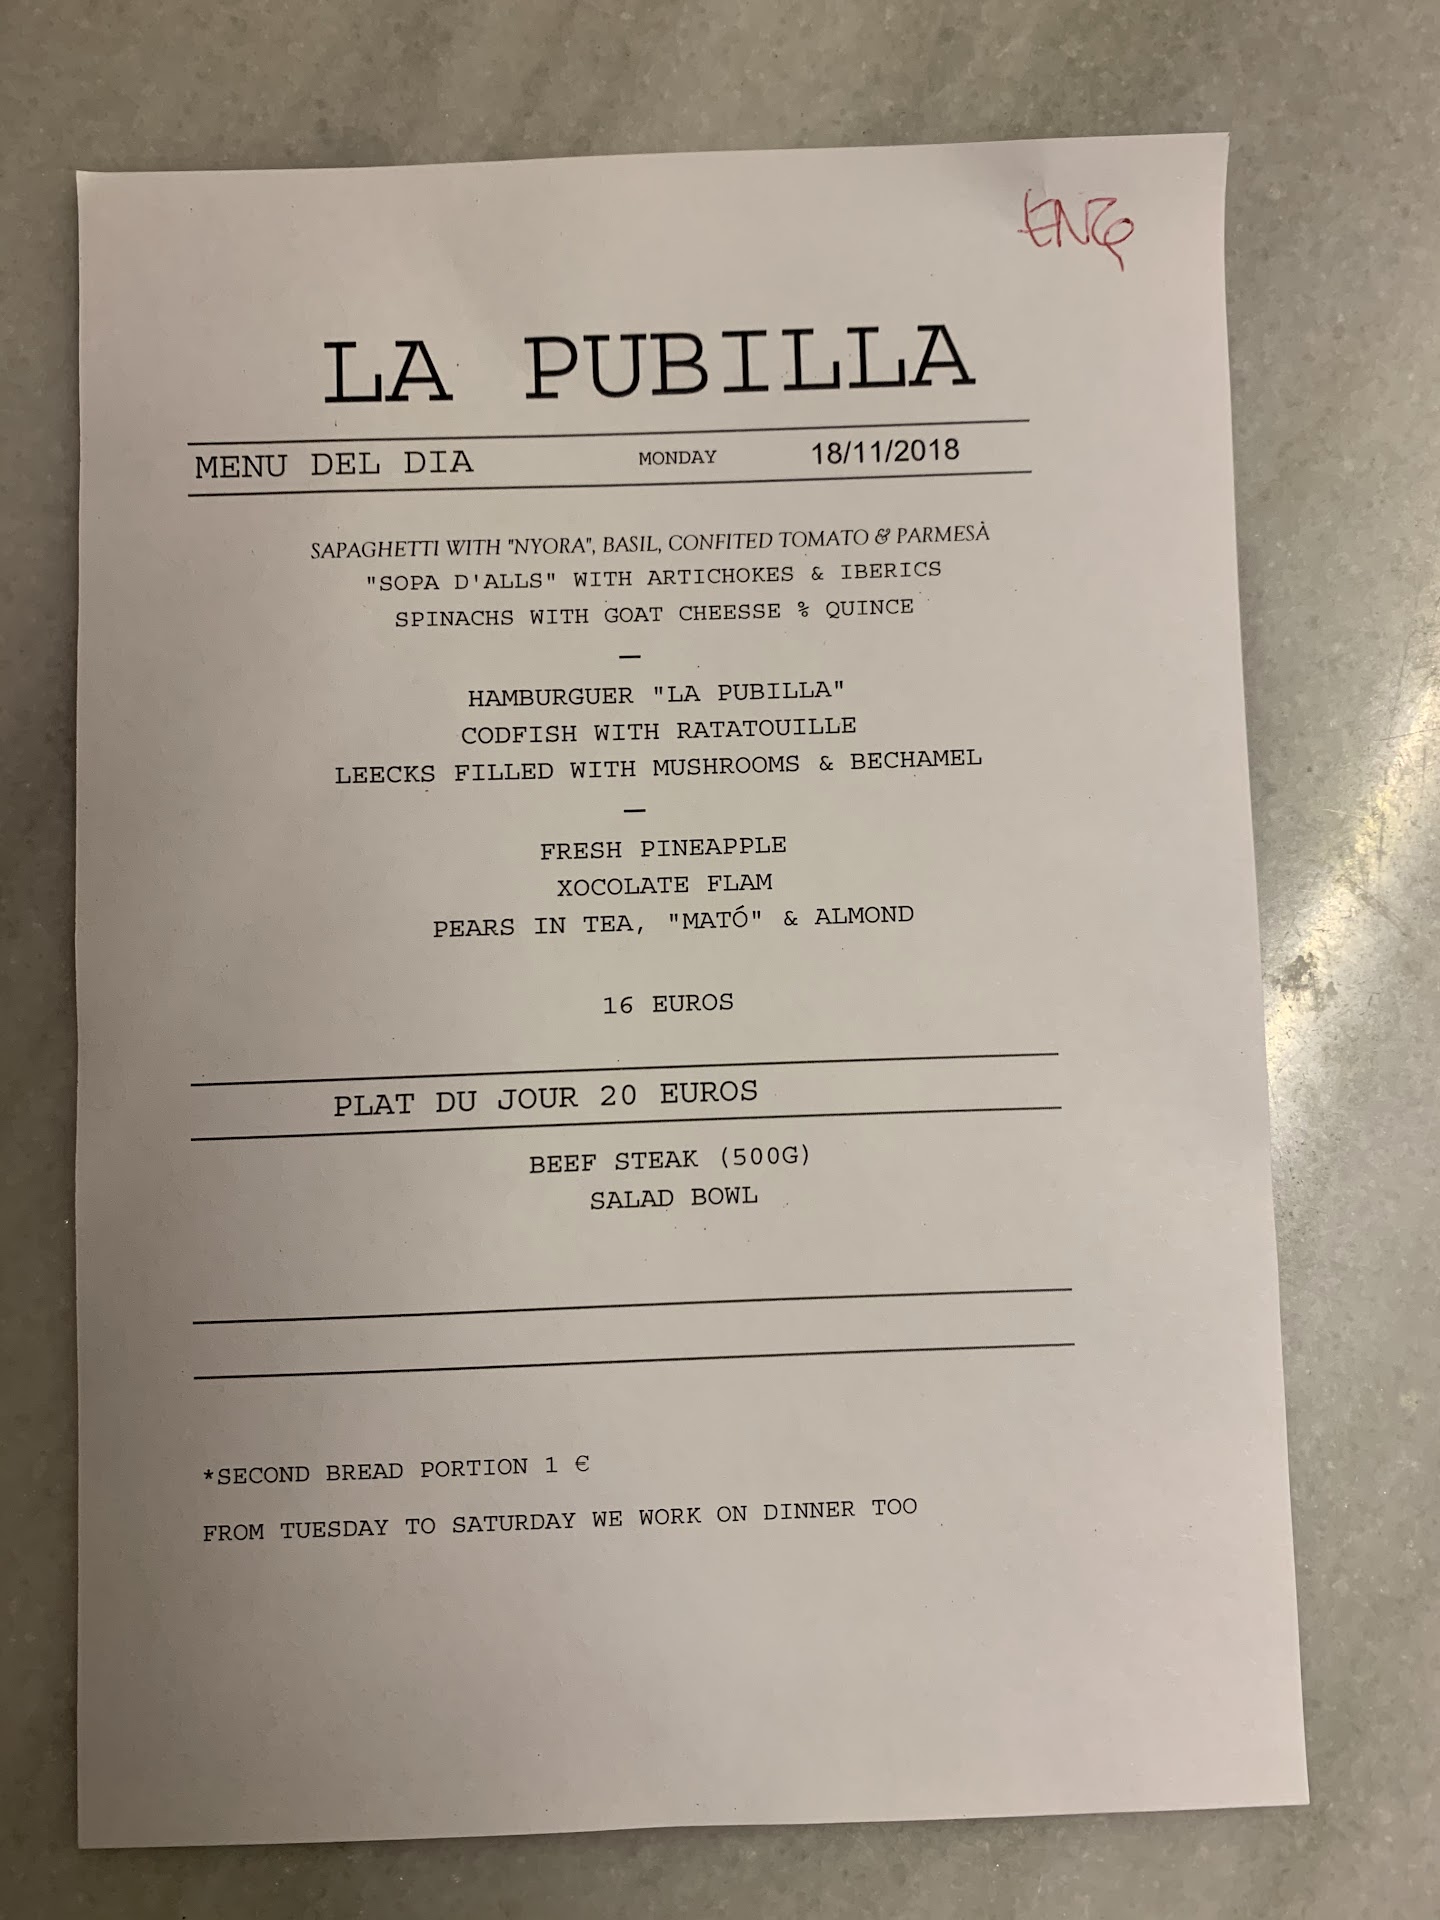 ENG
LA PUBILLA
MENU DEL DIA MONDAY 18/11/2018
SAPAGHETTI WITH "NYORA", BASIL, CONFITED TOMATO & PARMESÀ
"SOPA D'ALLS" WITH ARTICHOKES & IBERICS
SPINACHS WITH GOAT CHEESSE % QUINCE
—
HAMBURGUER "LA PUBILLA"
CODFISH WITH RATATOUILLE
LEECKS FILLED WITH MUSHROOMS & BECHAMEL
—
FRESH PINEAPPLE
XOCOLATE FLAM
PEARS IN TEA, "MATÓ" & ALMOND
16 EUROS
PLAT DU JOUR 20 EUROS
BEEF STEAK (500G)
SALAD BOWL
*SECOND BREAD PORTION 1 €
FROM TUESDAY TO SATURDAY WE WORK ON DINNER TOO